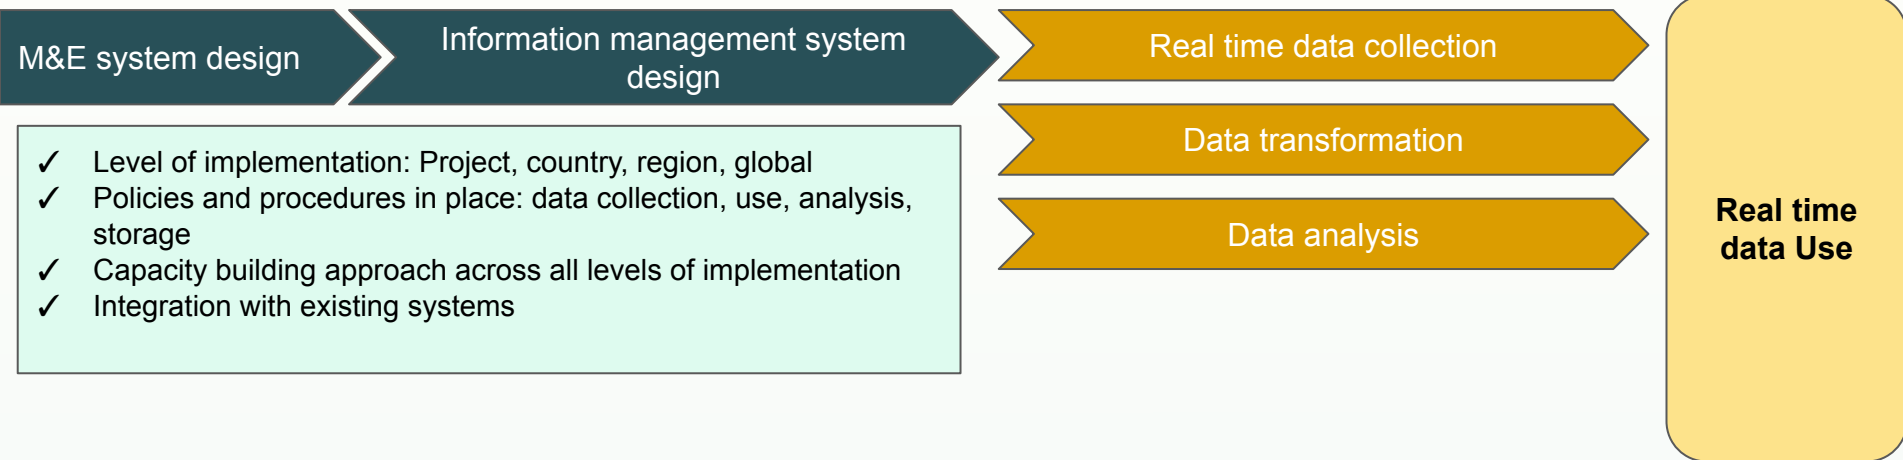 M&E system design
Information management system
design
Real time data collection
Data transformation
Data analysis
✓ Level of implementation: Project, country, region, global
✓ Policies and procedures in place: data collection, use, analysis,
storage
✓ Capacity building approach across all levels of implementation
✓ Integration with existing systems
Real time
data Use